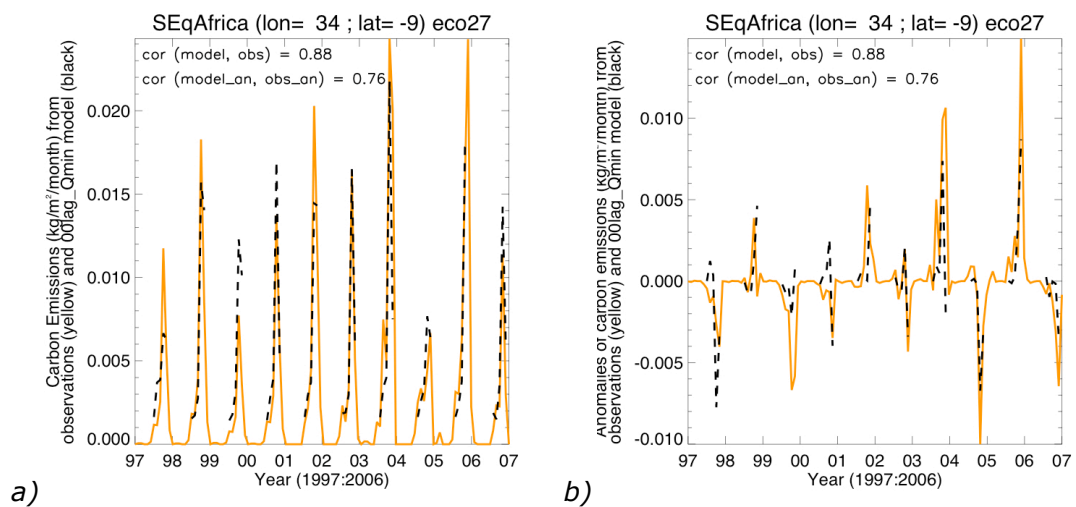 SEqAfrica (lon= 34 ; lat= -9) eco27
cor (model, obs) = 0.88
cor (model_an, obs_an) = 0.76
Carbon Emissions (kg/m²/month) from
observations (yellow) and 00lag_Qmin model (black)
0.020
0.015
0.010
0.005
0.000
97 98 99 00 01 02 03 04 05 06 07
Year (1997:2006)
a)
SEqAfrica (lon= 34 ; lat= -9) eco27
cor (model, obs) = 0.88
cor (model_an, obs_an) = 0.76
Anomalies of carbon emissions (kg/m²/month) from
observations (yellow) and 00lag_Qmin model (black)
0.010
0.005
0.000
-0.005
-0.010
97 98 99 00 01 02 03 04 05 06 07
Year (1997:2006)
b)